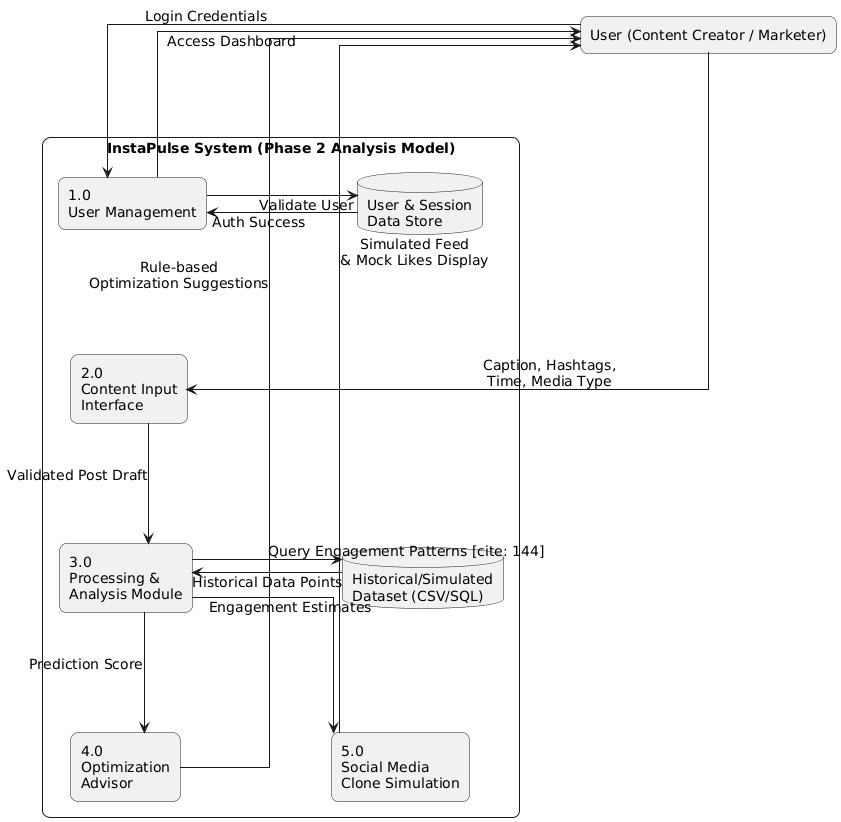 Login Credentials
User (Content Creator / Marketer)
Access Dashboard
InstaPulse System (Phase 2 Analysis Model)
1.0
User Management
Validate User
Auth Success
User & Session
Data Store
Simulated Feed
& Mock Likes Display
Rule-based
Optimization Suggestions
Caption, Hashtags,
Time, Media Type
2.0
Content Input
Interface
Validated Post Draft
3.0
Processing &
Analysis Module
Query Engagement Patterns [cite: 144]
Historical Data Points
Engagement Estimates
Historical/Simulated
Dataset (CSV/SQL)
Prediction Score
4.0
Optimization
Advisor
5.0
Social Media
Clone Simulation